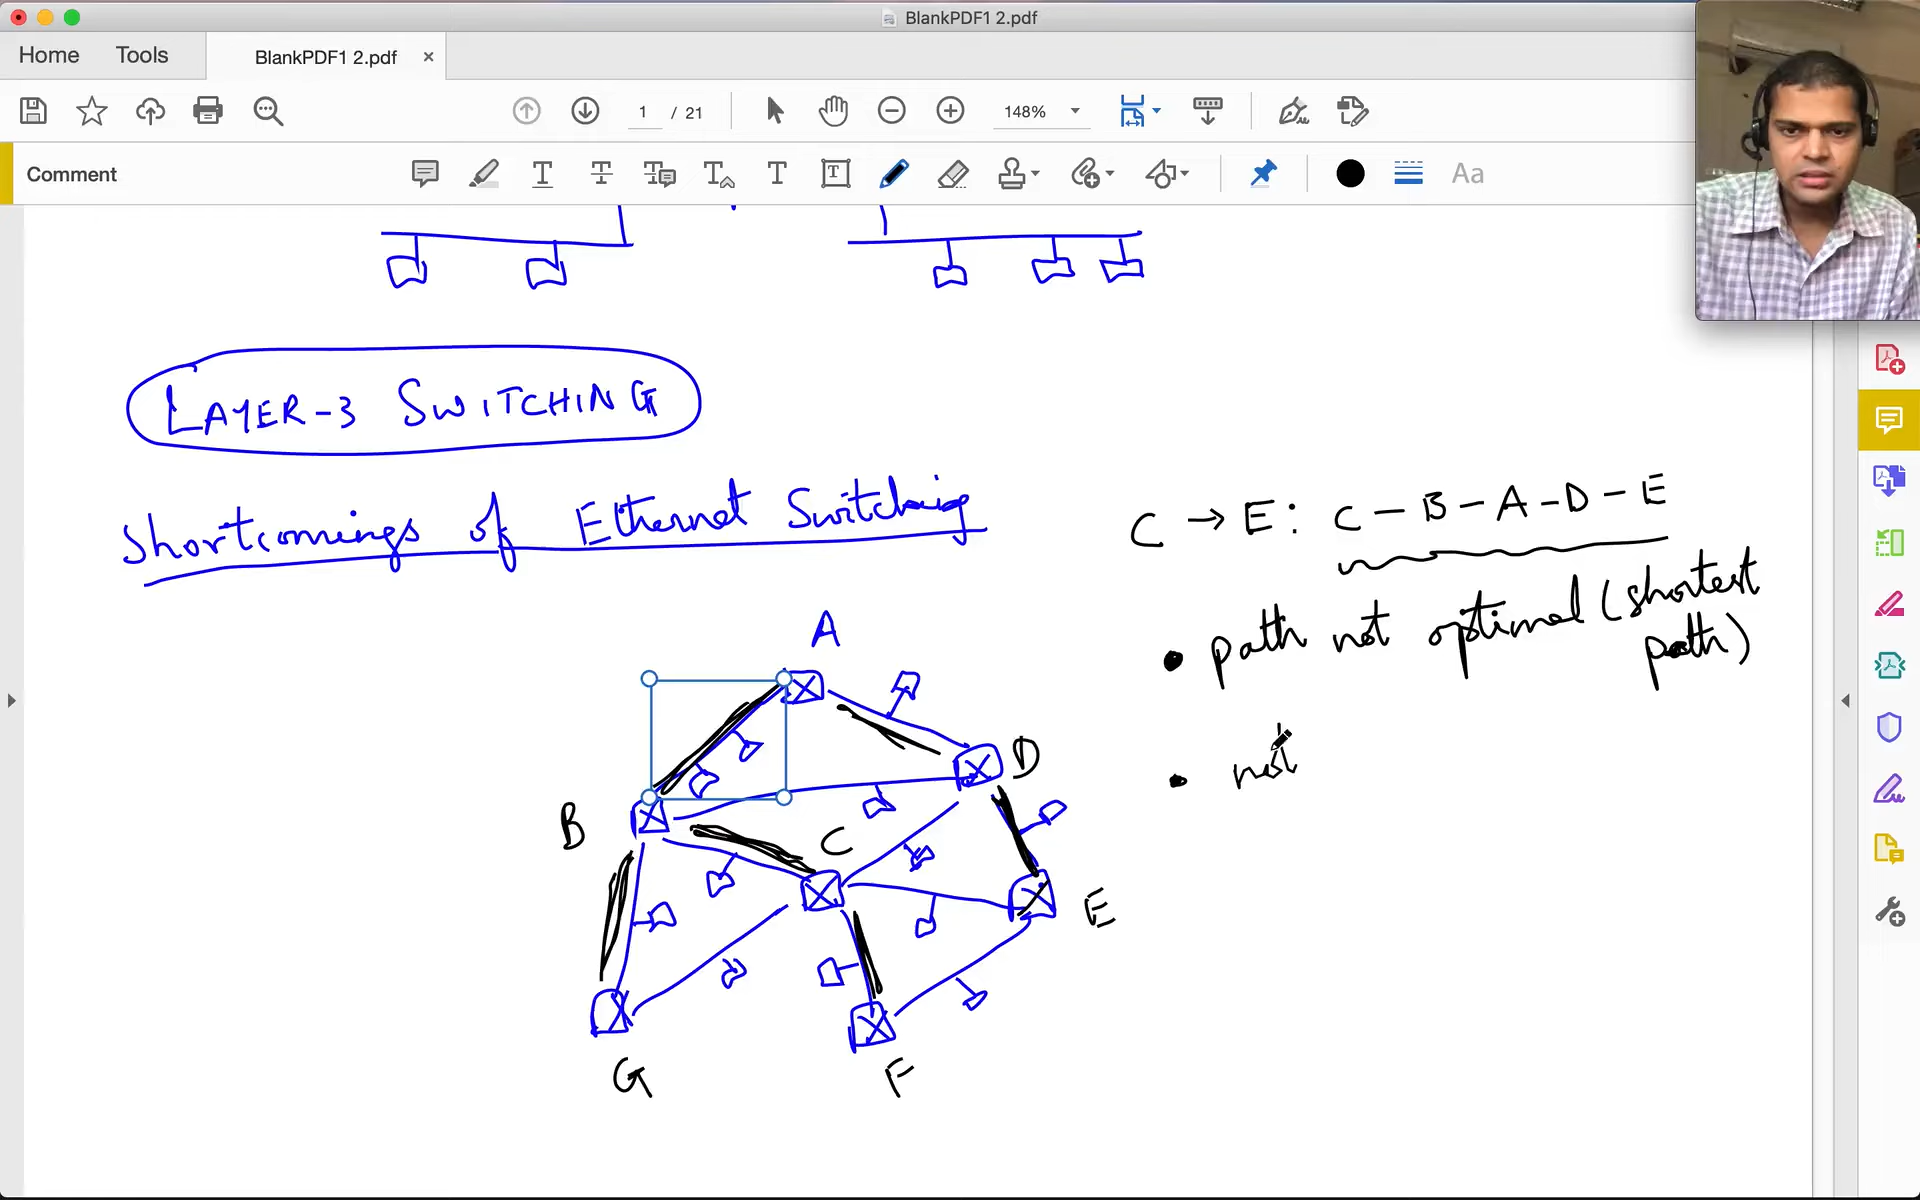 BlankPDF1 2.pdf
Home
Tools
BlankPDF1 2.pdf
1 / 21
148%
Comment
Aa
LAYER-3 SWITCHING
Shortcomings of Ethernet Switching
C → E: C - B - A - D - E
• path not optimal (shortest
path)
• not
A
D
B
C
E
G
F